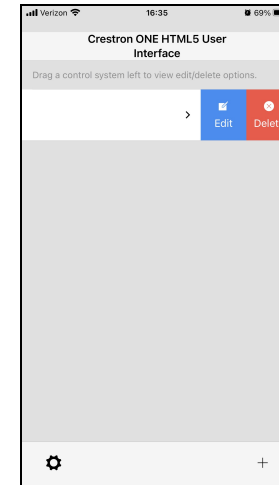 Verizon 16:35 69%
Crestron ONE HTML5 User
Interface
Drag a control system left to view edit/delete options.
Edit Delet